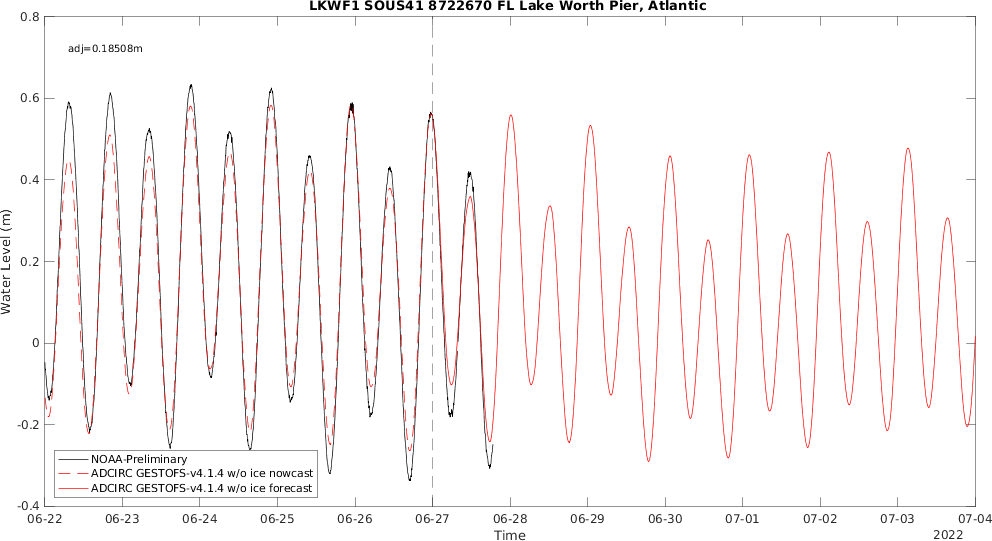 LKWF1 SOUS41 8722670 FL Lake Worth Pier, Atlantic
adj=0.18508m
0.8
0.6
0.4
0.2
0
-0.2
-0.4
Water Level (m)
NOAA-Preliminary
ADCIRC GESTOFS-v4.1.4 w/o ice nowcast
ADCIRC GESTOFS-v4.1.4 w/o ice forecast
06-22 06-23 06-24 06-25 06-26 06-27 06-28 06-29 06-30 07-01 07-02 07-03 07-04
Time
2022